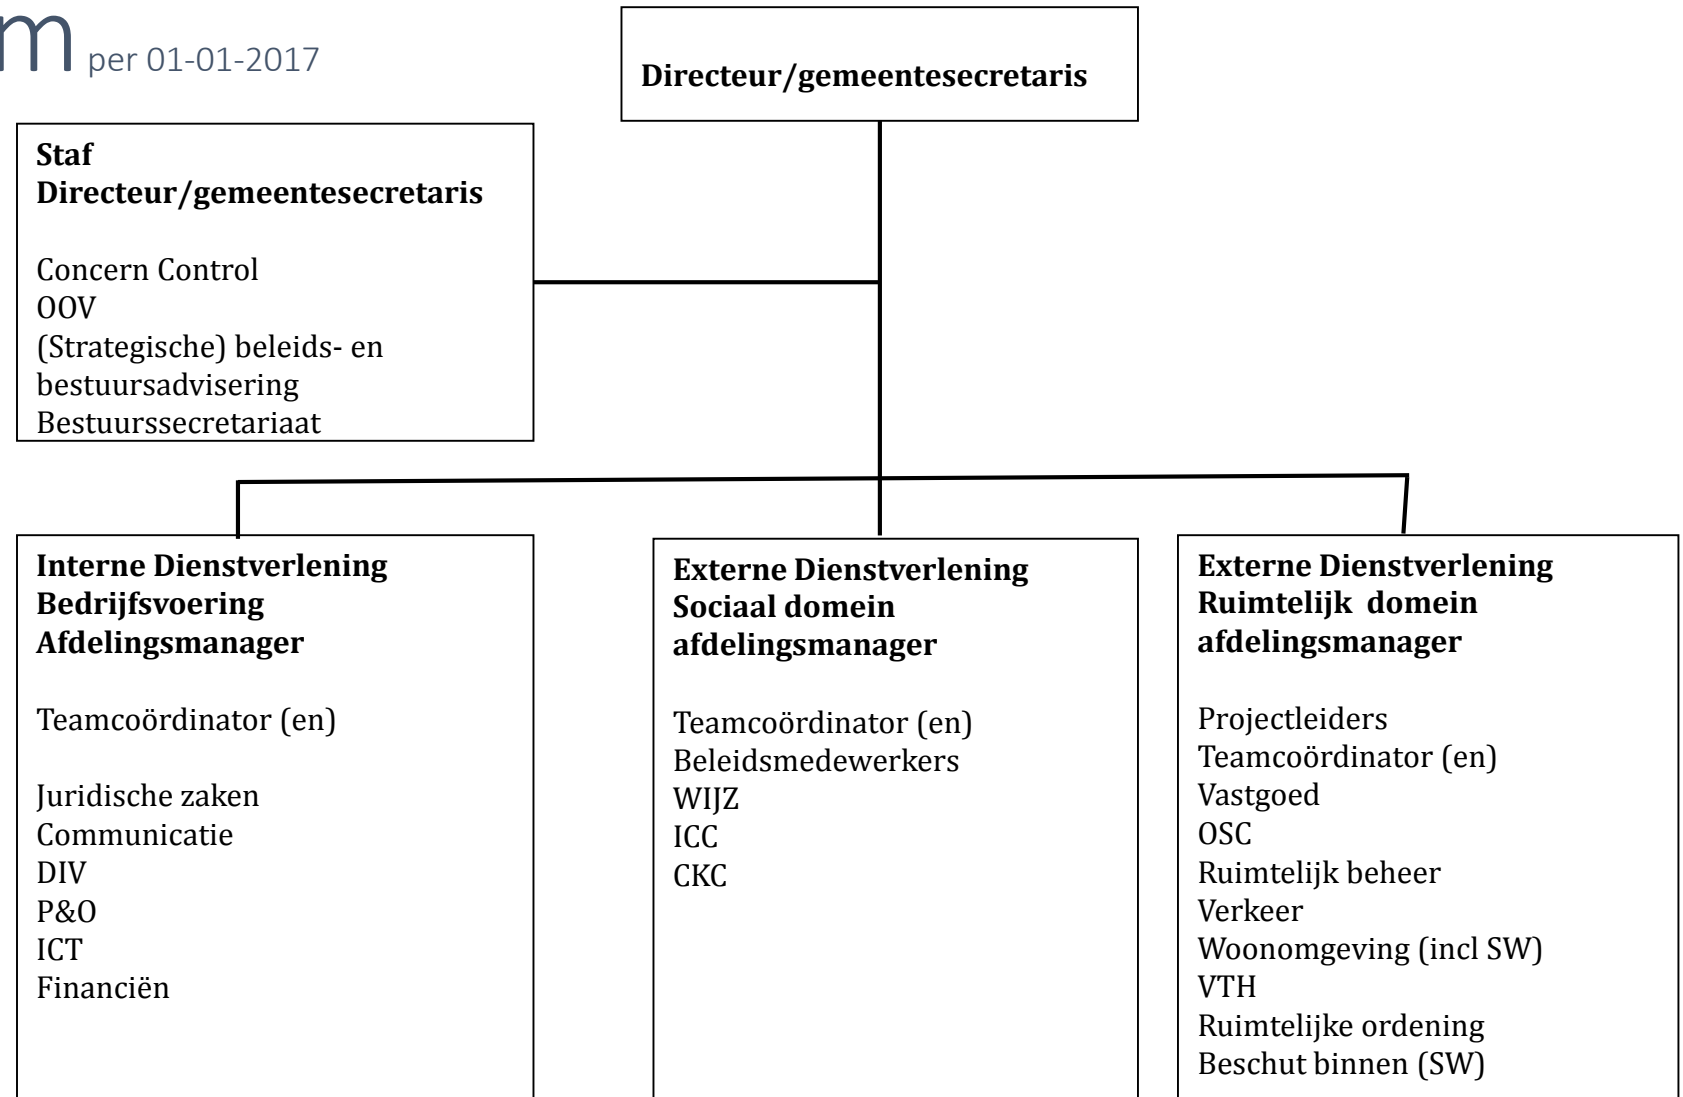 m per 01-01-2017
Directeur/gemeentesecretaris
Staf
Directeur/gemeentesecretaris
Concern Control
OOV
(Strategische) beleids- en
bestuursadvisering
Bestuurssecretariaat
Interne Dienstverlening
Bedrijfsvoering
Afdelingsmanager
Teamcoördinator (en)
Juridische zaken
Communicatie
DIV
P&O
ICT
Financiën
Externe Dienstverlening
Sociaal domein
afdelingsmanager
Teamcoördinator (en)
Beleidsmedewerkers
WIJZ
ICC
CKC
Externe Dienstverlening
Ruimtelijk  domein
afdelingsmanager
Projectleiders
Teamcoördinator (en)
Vastgoed
OSC
Ruimtelijk beheer
Verkeer
Woonomgeving (incl SW)
VTH
Ruimtelijke ordening
Beschut binnen (SW)